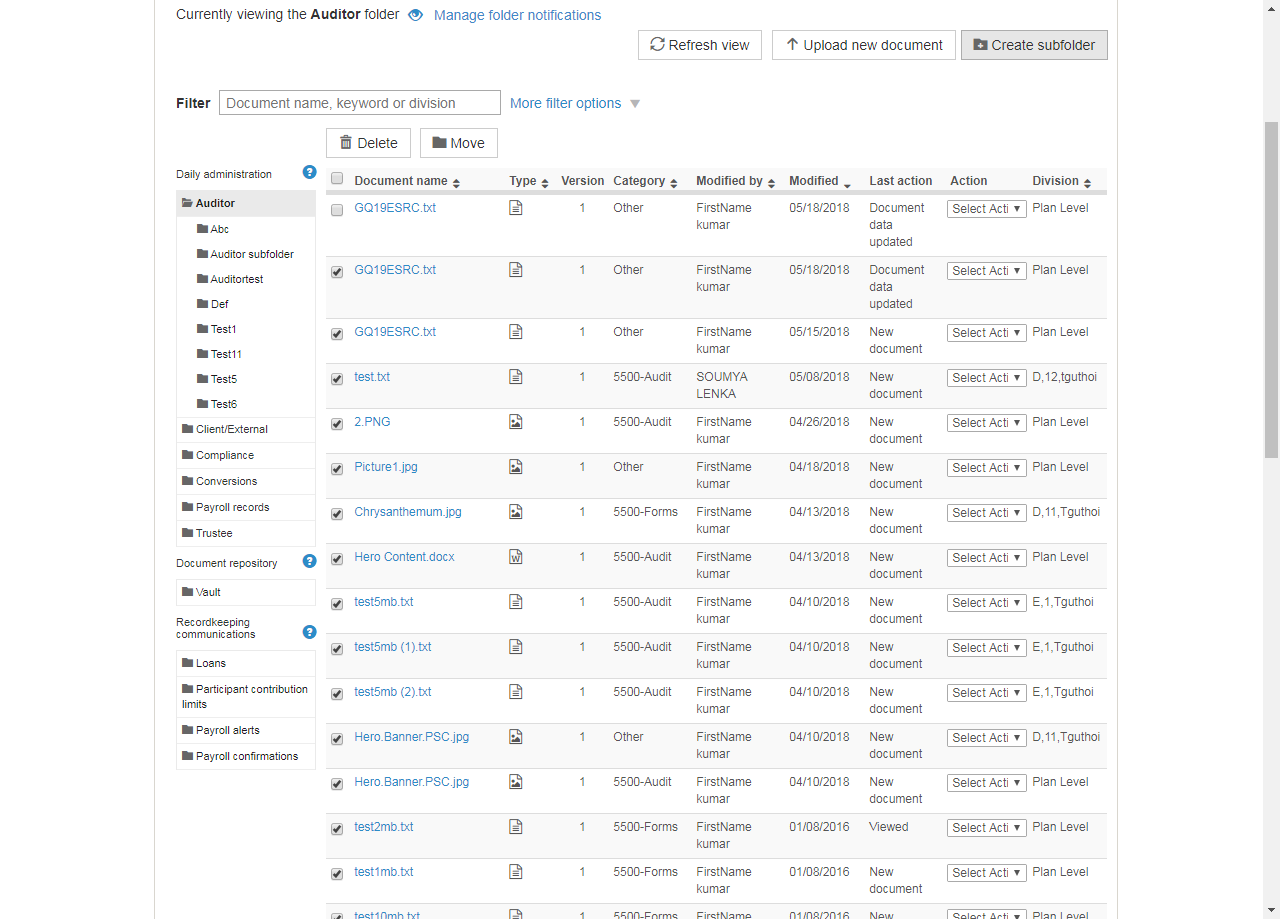 Currently viewing the Auditor folder Manage folder notifications
Refresh view Upload new document Create subfolder
Filter Document name, keyword or division More filter options
Delete Move
Daily administration
Auditor
Abc
Auditor subfolder
Auditortest
Def
Test1
Test11
Test5
Test6
Client/External
Compliance
Conversions
Payroll records
Trustee
Document repository
Vault
Recordkeeping
communications
Loans
Participant contribution
limits
Payroll alerts
Payroll confirmations
Document name Type Version Category Modified by Modified Last action Action Division
GQ19ESRC.txt 1 Other FirstName 05/18/2018 Document Select Acti Plan Level
kumar data
updated
GQ19ESRC.txt 1 Other FirstName 05/18/2018 Document Select Acti Plan Level
kumar data
updated
GQ19ESRC.txt 1 Other FirstName 05/15/2018 New Select Acti Plan Level
kumar document
test.txt 1 5500-Audit SOUMYA 05/08/2018 New Select Acti D,12,tguthoi
LENKA document
2.PNG 1 5500-Audit FirstName 04/26/2018 New Select Acti Plan Level
kumar document
Picture1.jpg 1 Other FirstName 04/18/2018 New Select Acti Plan Level
kumar document
Chrysanthemum.jpg 1 5500-Forms FirstName 04/13/2018 New Select Acti D,11,Tguthoi
kumar document
Hero Content.docx 1 5500-Audit FirstName 04/13/2018 New Select Acti Plan Level
kumar document
test5mb.txt 1 5500-Audit FirstName 04/10/2018 New Select Acti E,1,Tguthoi
kumar document
test5mb (1).txt 1 5500-Audit FirstName 04/10/2018 New Select Acti E,1,Tguthoi
kumar document
test5mb (2).txt 1 5500-Audit FirstName 04/10/2018 New Select Acti E,1,Tguthoi
kumar document
Hero.Banner.PSC.jpg 1 Other FirstName 04/10/2018 New Select Acti D,11,Tguthoi
kumar document
Hero.Banner.PSC.jpg 1 5500-Audit FirstName 04/10/2018 New Select Acti Plan Level
kumar document
test2mb.txt 1 5500-Forms FirstName 01/08/2016 Viewed Select Acti Plan Level
kumar
test1mb.txt 1 5500-Forms FirstName 01/08/2016 New Select Acti Plan Level
kumar document
test10mb.txt 1 5500-Forms FirstName 01/08/2016 New Select Acti Plan Level